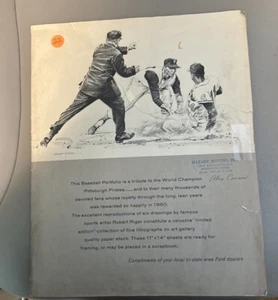 This Baseball Portfolio is a tribute to the World Champion
Pittsburgh Pirates......and to their many thousands of
devoted fans whose loyalty through the long, lean years
was rewarded so happily in 1960.
The excellent reproductions of six drawings by famous
sports artist Robert Riger constitute a valuable "limited
edition" collection of fine lithographs on art gallery
quality paper stock. These 11" x 14" sheets are ready for
framing, or may be placed in a scrapbook.
Compliments of your local tri-state area Ford dealers